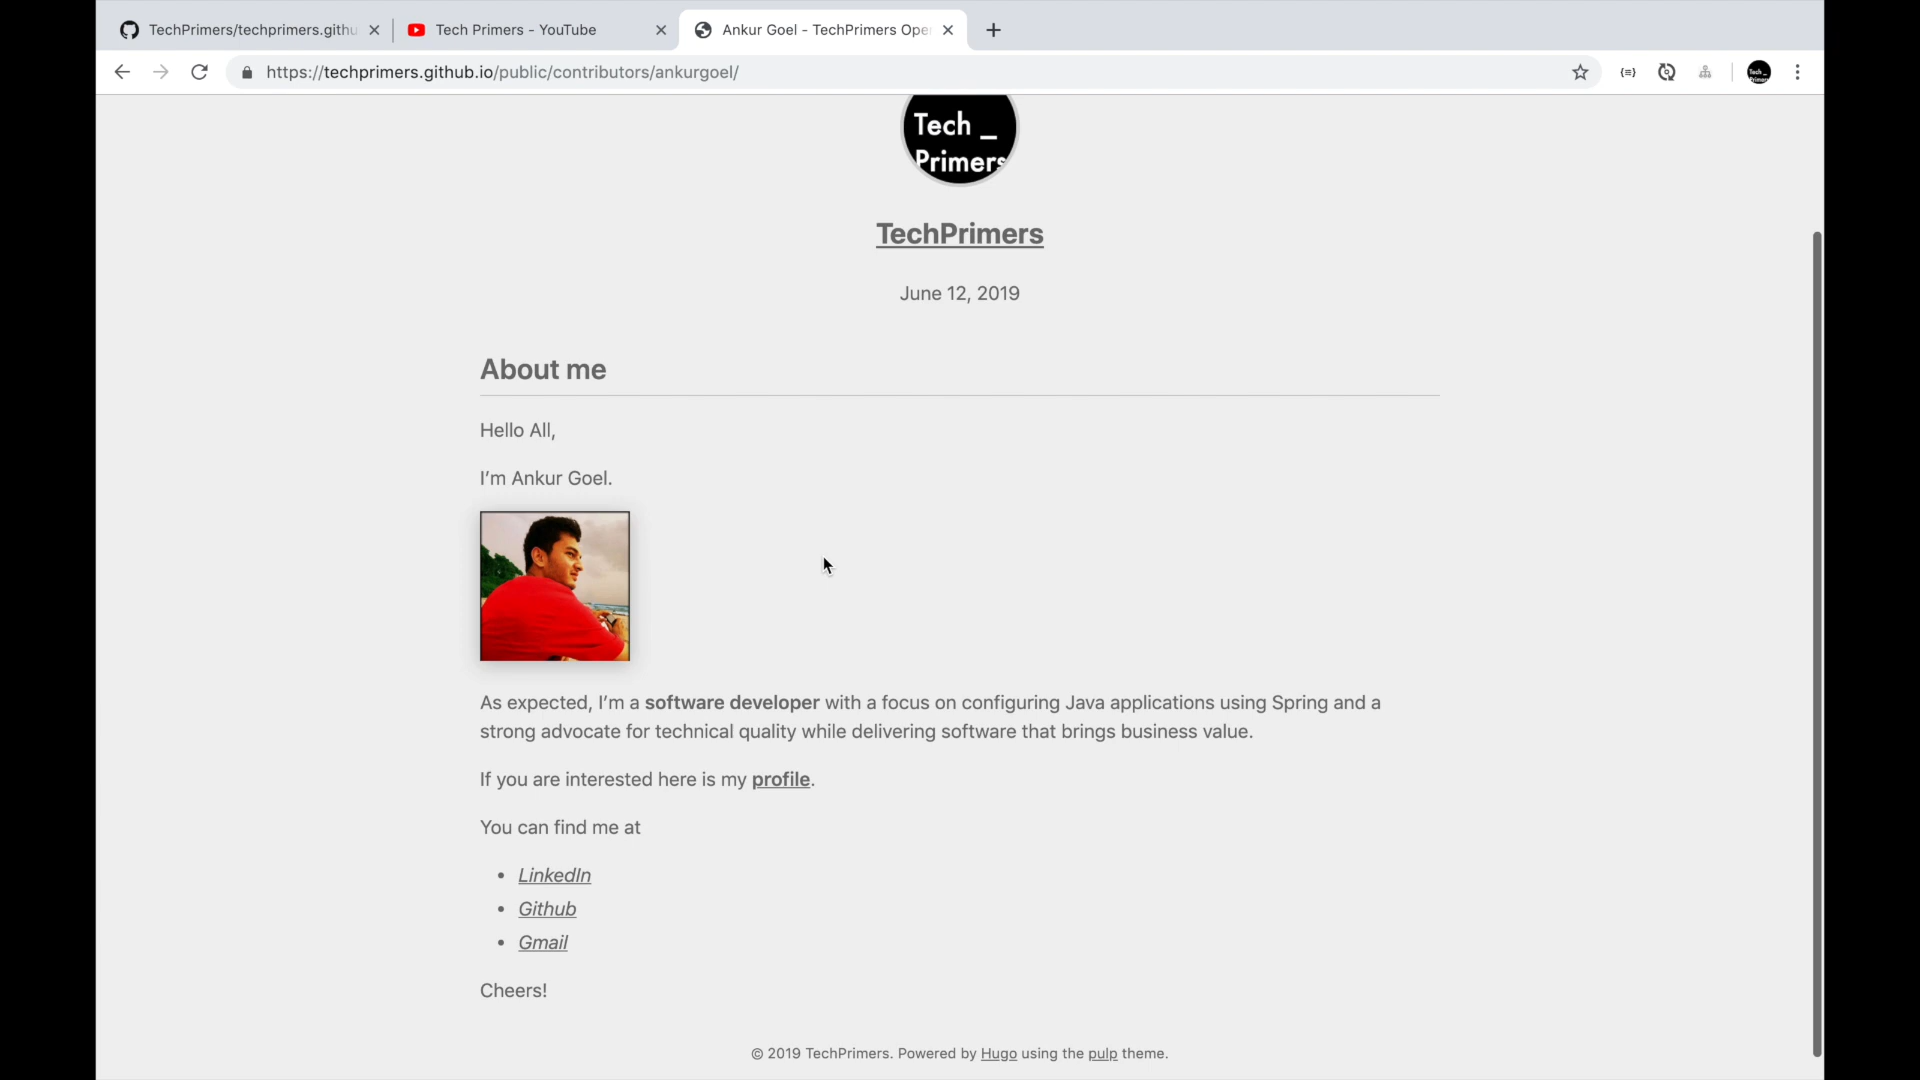 TechPrimers/techprimers.githu
Tech Primers - YouTube
Ankur Goel - TechPrimers Ope
https://techprimers.github.io/public/contributors/ankurgoel/
Tech _
Primers
TechPrimers
June 12, 2019
About me
Hello All,
I’m Ankur Goel.
As expected, I’m a software developer with a focus on configuring Java applications using Spring and a
strong advocate for technical quality while delivering software that brings business value.
If you are interested here is my profile.
You can find me at
• LinkedIn
• Github
• Gmail
Cheers!
© 2019 TechPrimers. Powered by Hugo using the pulp theme.